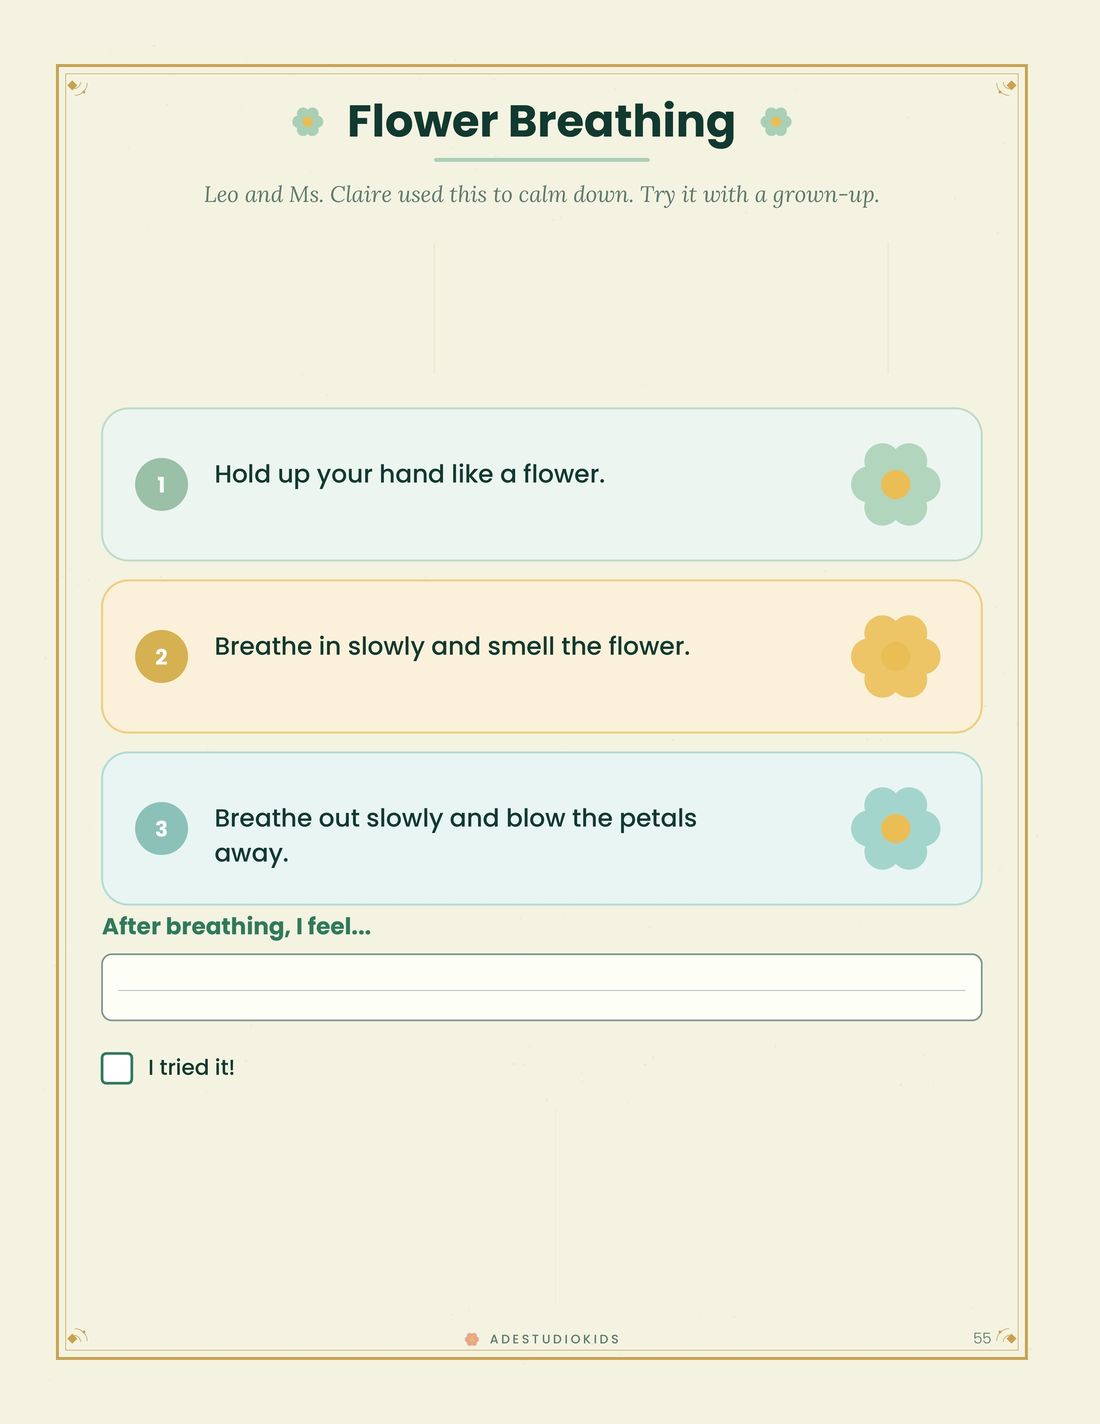 Flower Breathing
Leo and Ms. Claire used this to calm down. Try it with a grown-up.
1
Hold up your hand like a flower.
2
Breathe in slowly and smell the flower.
3
Breathe out slowly and blow the petals
away.
After breathing, I feel...
I tried it!
ADESTUDIOKIDS
55